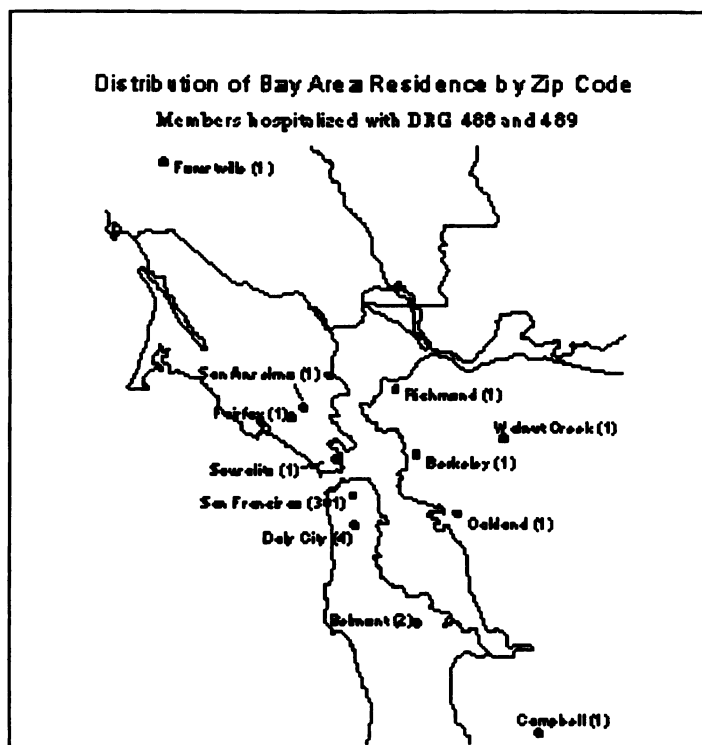 Distribution of Bay Area Residence by Zip Code
Members hospitalized with DRG 488 and 489
(1)
San Anselmo (1)
Fairfax (1)
Richmond (1)
Walnut Creek (1)
Sausalito (1)
Berkeley (1)
San Francisco
Oakland (1)
Daly City (4)
Belmont (2)
Campbell (1)